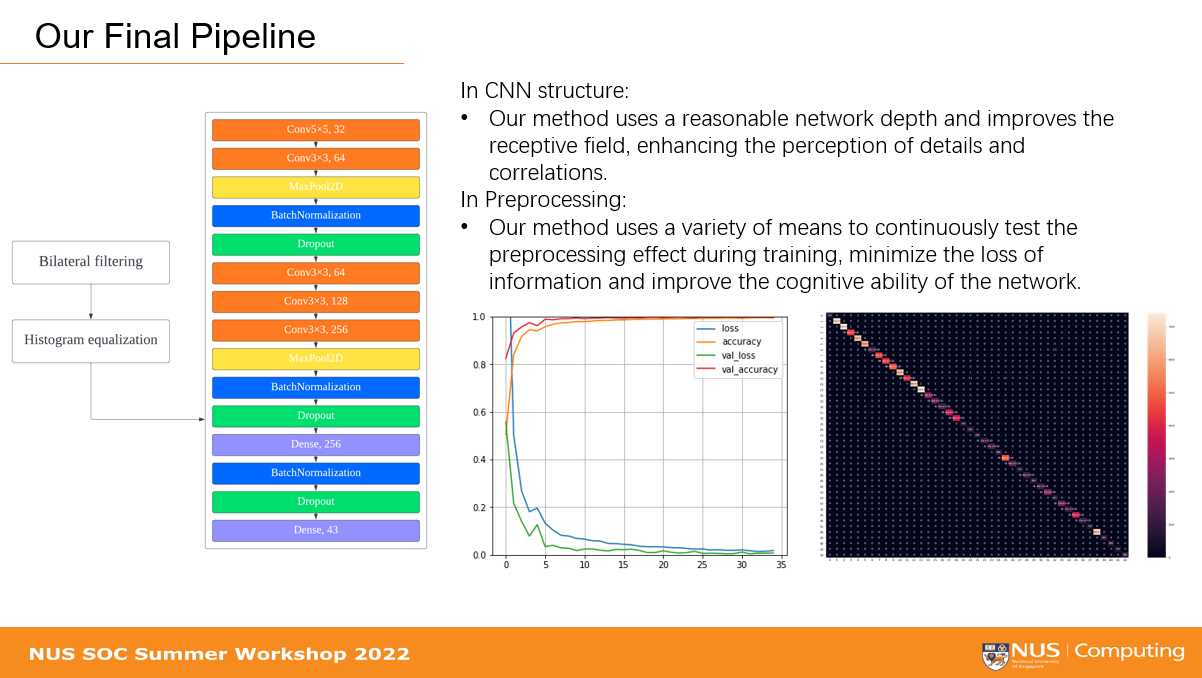 Our Final Pipeline
In CNN structure:
• Our method uses a reasonable network depth and improves the
receptive field, enhancing the perception of details and
correlations.
In Preprocessing:
• Our method uses a variety of means to continuously test the
preprocessing effect during training, minimize the loss of
information and improve the cognitive ability of the network.
Bilateral filtering
Histogram equalization
Conv5×5, 32
Conv3×3, 64
MaxPool2D
BatchNormalization
Dropout
Conv3×3, 64
Conv3×3, 128
Conv3×3, 256
MaxPool2D
BatchNormalization
Dropout
Dense, 256
BatchNormalization
Dropout
Dense, 43
1.0
0.8
0.6
0.4
0.2
0.0
0 5 10 15 20 25 30 35
loss
accuracy
val_loss
val_accuracy
NUS SOC Summer Workshop 2022
NUS Computing
National University
of Singapore